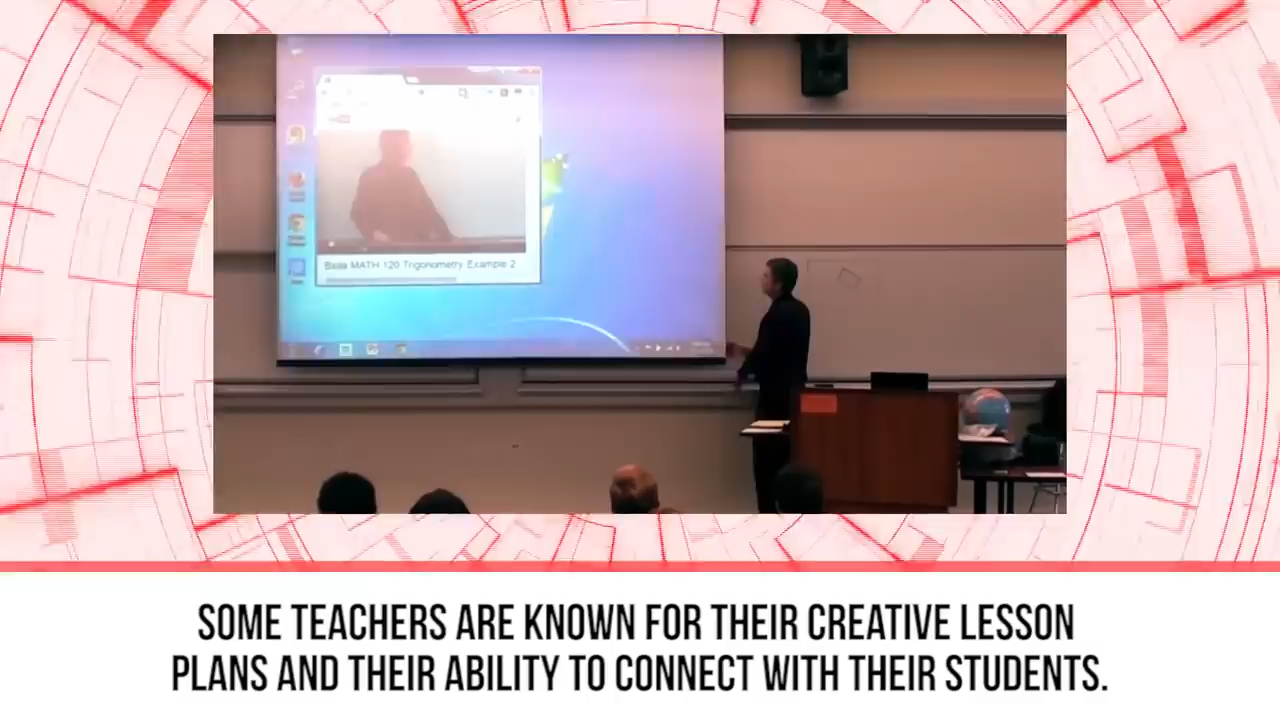 MATH 120 Trigonometry Example 2
SOME TEACHERS ARE KNOWN FOR THEIR CREATIVE LESSON
PLANS AND THEIR ABILITY TO CONNECT WITH THEIR STUDENTS.